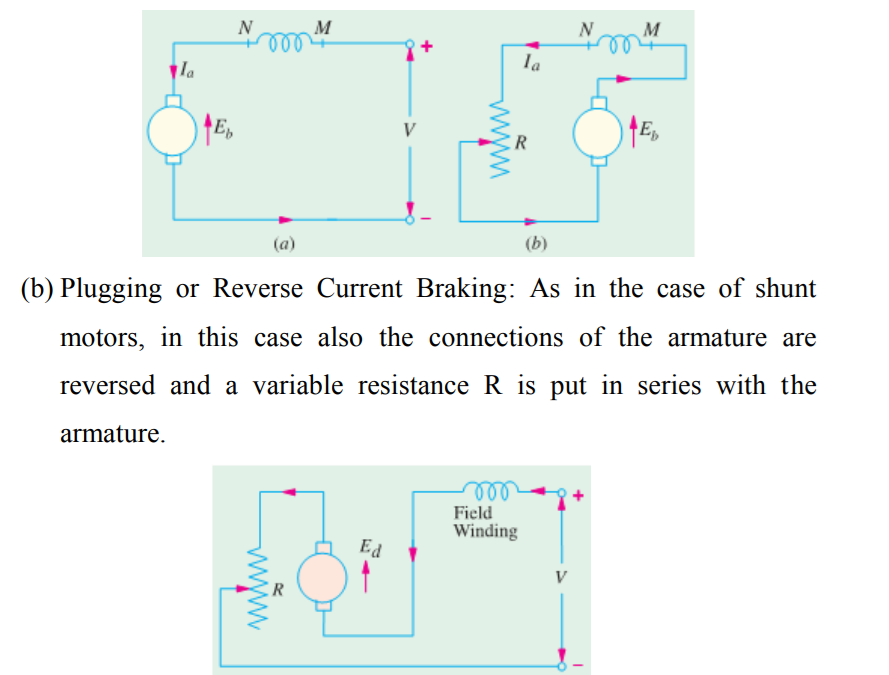 N M N M
+
Ia Ia
Eb V R Eb
−
(a) (b)
(b) Plugging or Reverse Current Braking: As in the case of shunt
motors, in this case also the connections of the armature are
reversed and a variable resistance R is put in series with the
armature.
+
Field
Winding
Ed
R V
−